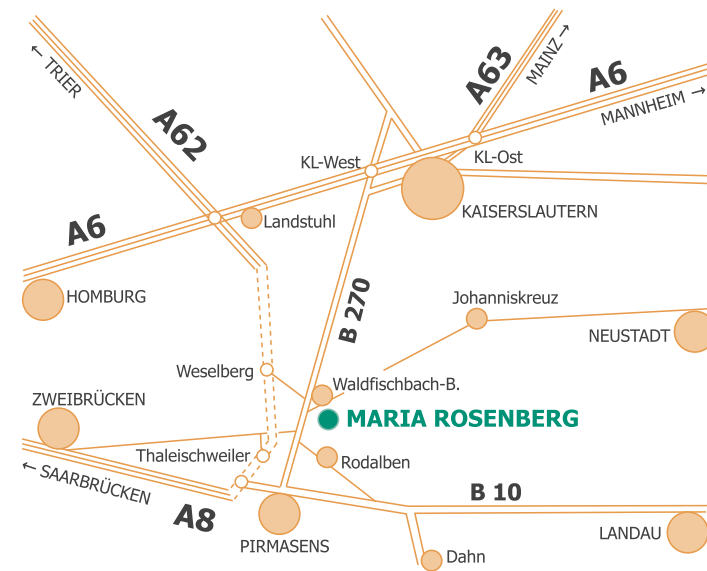 ← TRIER
A62
A63
MAINZ →
A6
MANNHEIM →
KL-West
KL-Ost
KAISERSLAUTERN
Landstuhl
A6
HOMBURG
B 270
Johanniskreuz
NEUSTADT
Weselberg
Waldfischbach-B.
ZWEIBRÜCKEN
MARIA ROSENBERG
Thaleischweiler
Rodalben
← SAARBRÜCKEN
A8
B 10
PIRMASENS
LANDAU
Dahn